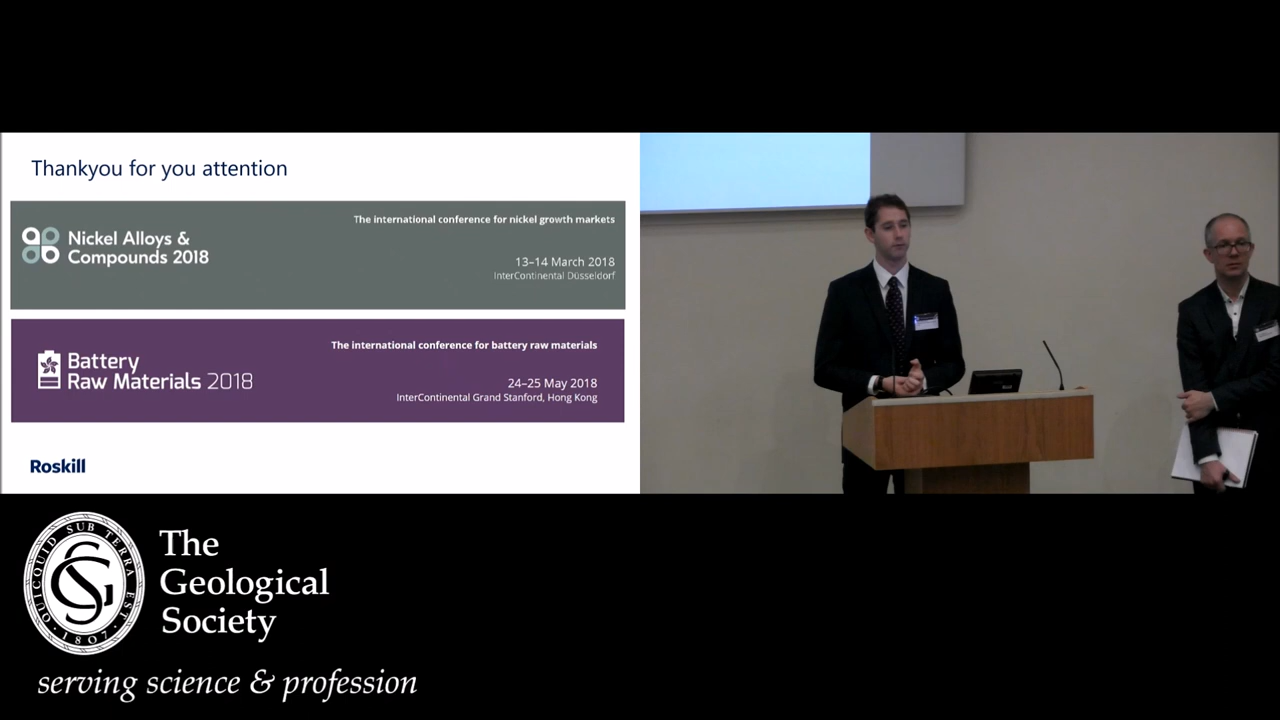 Thankyou for you attention
The international conference for nickel growth markets
Nickel Alloys &
Compounds 2018
13–14 March 2018
InterContinental Düsseldorf
The international conference for battery raw materials
Battery
Raw Materials 2018
24–25 May 2018
InterContinental Grand Stanford, Hong Kong
Roskill
QUICQUID SUB TERRA EST
1807
The
Geological
Society
serving science & profession